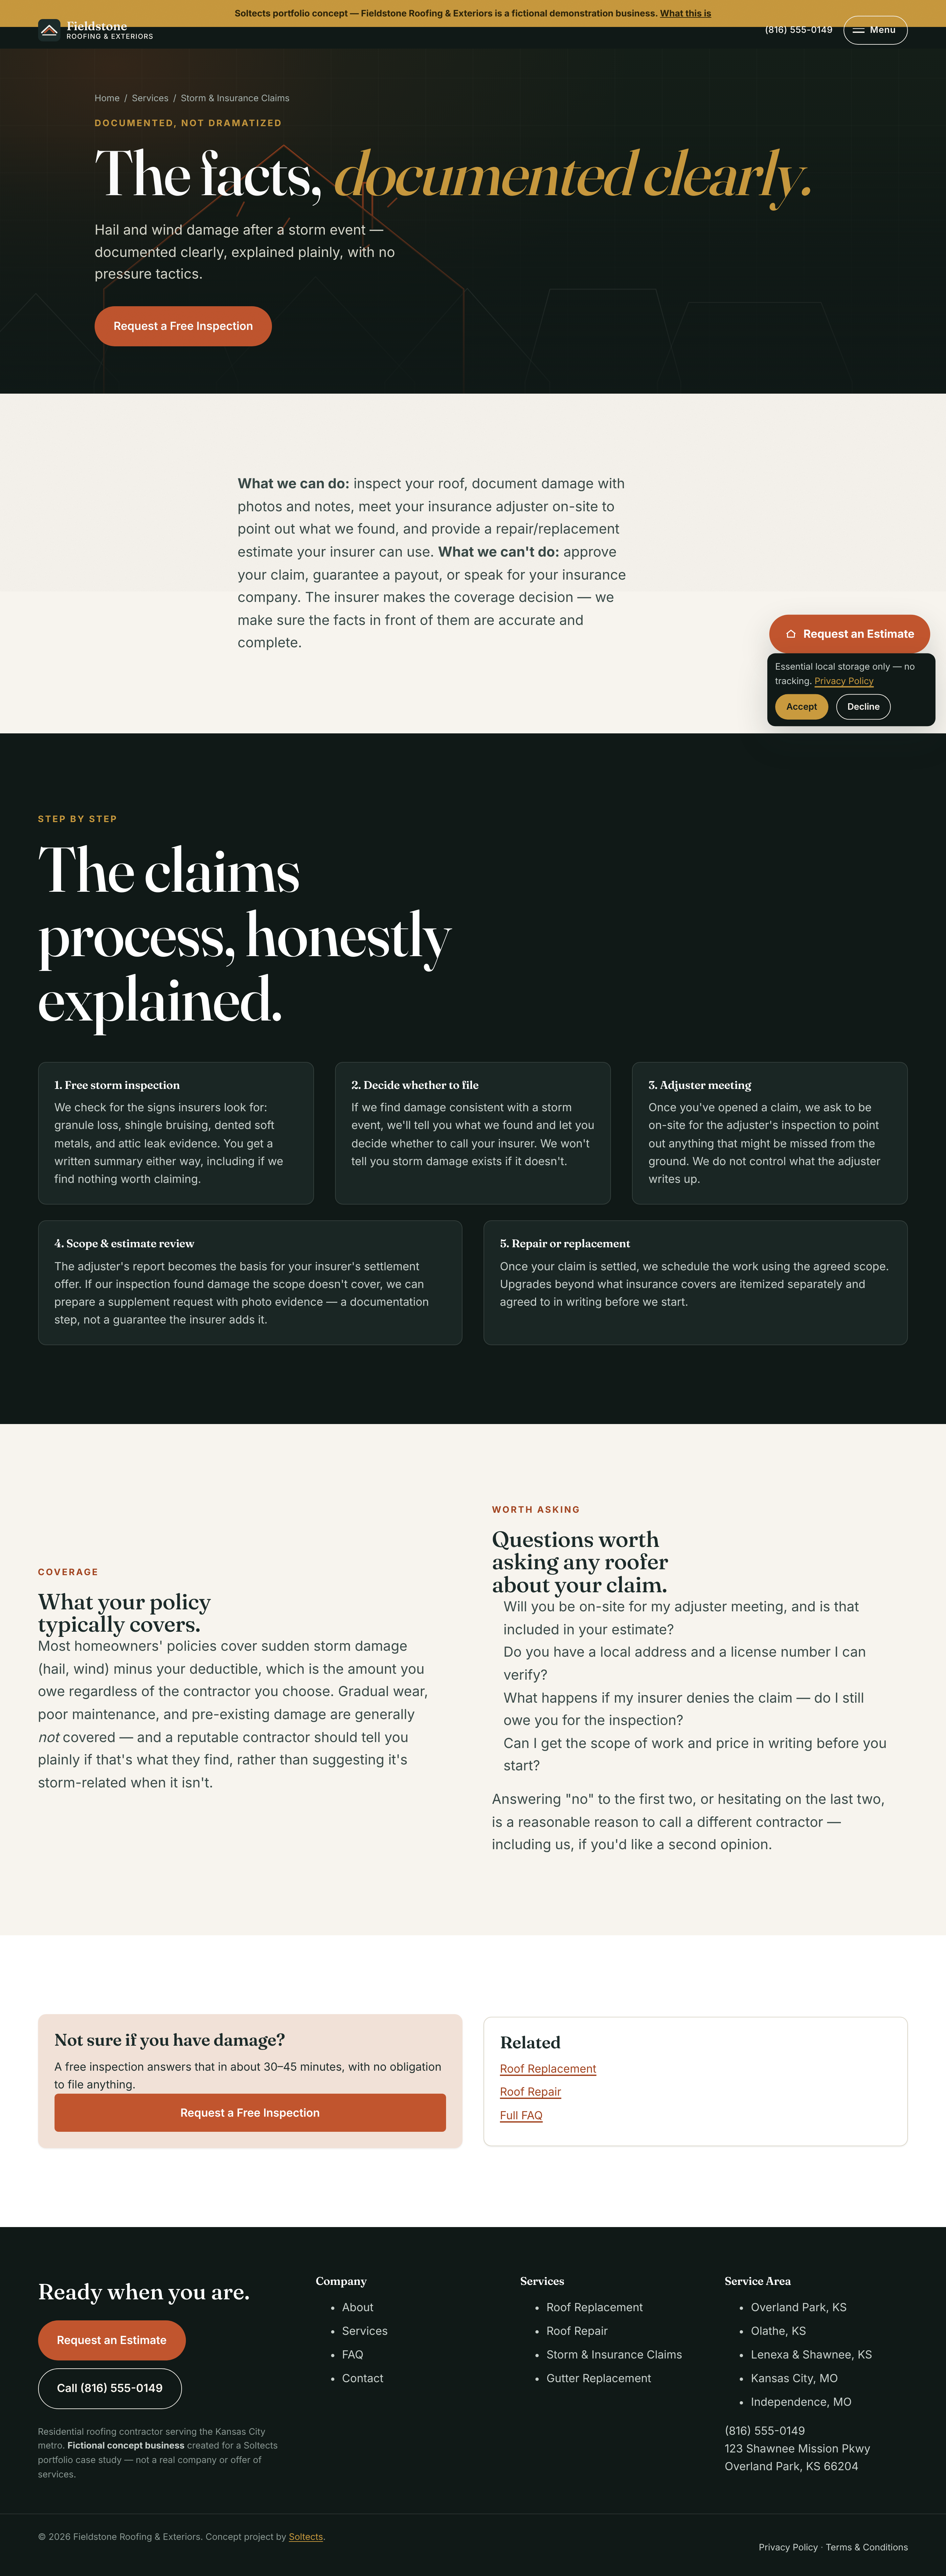 Soltects portfolio concept — Fieldstone Roofing & Exteriors is a fictional demonstration business. What this is
Fieldstone
ROOFING & EXTERIORS
(816) 555-0149
Menu
Home / Services / Storm & Insurance Claims
DOCUMENTED, NOT DRAMATIZED
The facts, documented clearly.
Hail and wind damage after a storm event —
documented clearly, explained plainly, with no
pressure tactics.
Request a Free Inspection
What we can do: inspect your roof, document damage with
photos and notes, meet your insurance adjuster on-site to
point out what we found, and provide a repair/replacement
estimate your insurer can use. What we can't do: approve
your claim, guarantee a payout, or speak for your insurance
company. The insurer makes the coverage decision — we
make sure the facts in front of them are accurate and
complete.
Request an Estimate
Essential local storage only — no
tracking. Privacy Policy
Accept
Decline
STEP BY STEP
The claims
process, honestly
explained.
1. Free storm inspection
We check for the signs insurers look for:
granule loss, shingle bruising, dented soft
metals, and attic leak evidence. You get a
written summary either way, including if we
find nothing worth claiming.
2. Decide whether to file
If we find damage consistent with a storm
event, we'll tell you what we found and let you
decide whether to call your insurer. We won't
tell you storm damage exists if it doesn't.
3. Adjuster meeting
Once you've opened a claim, we ask to be
on-site for the adjuster's inspection to point
out anything that might be missed from the
ground. We do not control what the adjuster
writes up.
4. Scope & estimate review
The adjuster's report becomes the basis for your insurer's settlement
offer. If our inspection found damage the scope doesn't cover, we can
prepare a supplement request with photo evidence — a documentation
step, not a guarantee the insurer adds it.
5. Repair or replacement
Once your claim is settled, we schedule the work using the agreed scope.
Upgrades beyond what insurance covers are itemized separately and
agreed to in writing before we start.
COVERAGE
What your policy
typically covers.
Most homeowners' policies cover sudden storm damage
(hail, wind) minus your deductible, which is the amount you
owe regardless of the contractor you choose. Gradual wear,
poor maintenance, and pre-existing damage are generally
not covered — and a reputable contractor should tell you
plainly if that's what they find, rather than suggesting it's
storm-related when it isn't.
WORTH ASKING
Questions worth
asking any roofer
about your claim.
Will you be on-site for my adjuster meeting, and is that
included in your estimate?
Do you have a local address and a license number I can
verify?
What happens if my insurer denies the claim — do I still
owe you for the inspection?
Can I get the scope of work and price in writing before you
start?
Answering "no" to the first two, or hesitating on the last two,
is a reasonable reason to call a different contractor —
including us, if you'd like a second opinion.
Not sure if you have damage?
A free inspection answers that in about 30–45 minutes, with no obligation
to file anything.
Request a Free Inspection
Related
Roof Replacement
Roof Repair
Full FAQ
Ready when you are.
Request an Estimate
Call (816) 555-0149
Residential roofing contractor serving the Kansas City
metro. Fictional concept business created for a Soltects
portfolio case study — not a real company or offer of
services.
Company
• About
• Services
• FAQ
• Contact
Services
• Roof Replacement
• Roof Repair
• Storm & Insurance Claims
• Gutter Replacement
Service Area
• Overland Park, KS
• Olathe, KS
• Lenexa & Shawnee, KS
• Kansas City, MO
• Independence, MO
(816) 555-0149
123 Shawnee Mission Pkwy
Overland Park, KS 66204
© 2026 Fieldstone Roofing & Exteriors. Concept project by Soltects.
Privacy Policy · Terms & Conditions